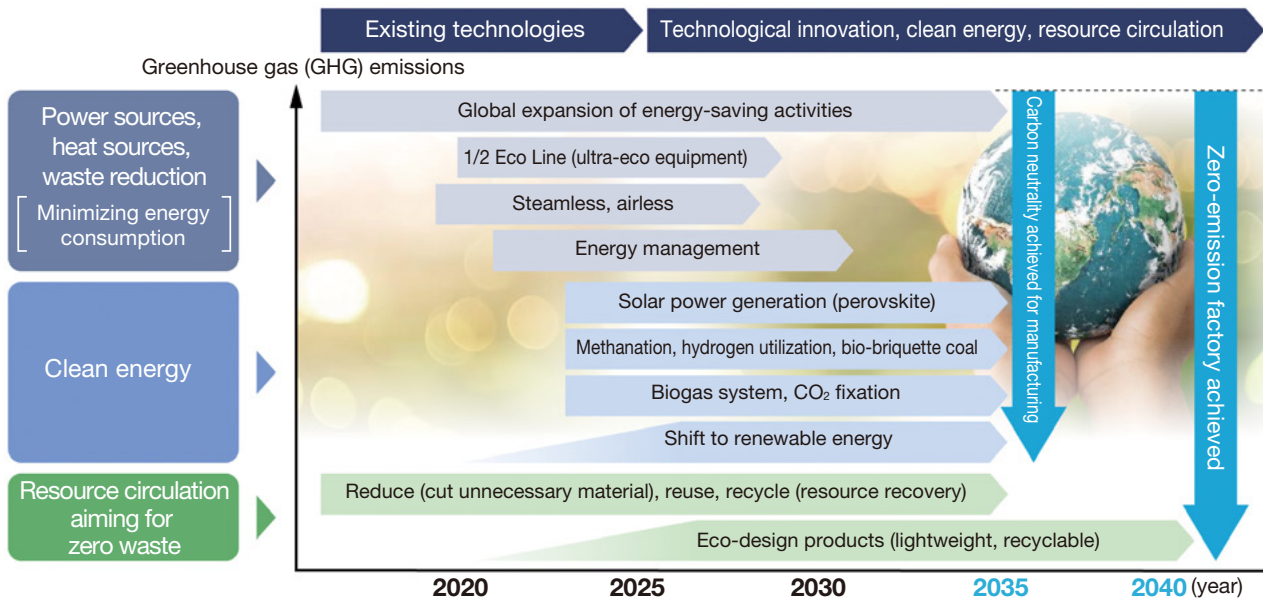 Existing technologies
Technological innovation, clean energy, resource circulation
Greenhouse gas (GHG) emissions
Power sources,
heat sources,
waste reduction
[Minimizing energy
consumption]
Global expansion of energy-saving activities
1/2 Eco Line (ultra-eco equipment)
Steamless, airless
Energy management
Clean energy
Solar power generation (perovskite)
Methanation, hydrogen utilization, bio-briquette coal
Biogas system, CO₂ fixation
Shift to renewable energy
Resource circulation
aiming for
zero waste
Reduce (cut unnecessary material), reuse, recycle (resource recovery)
Eco-design products (lightweight, recyclable)
Carbon neutrality achieved for manufacturing
Zero-emission factory achieved
2020
2025
2030
2035
2040 (year)